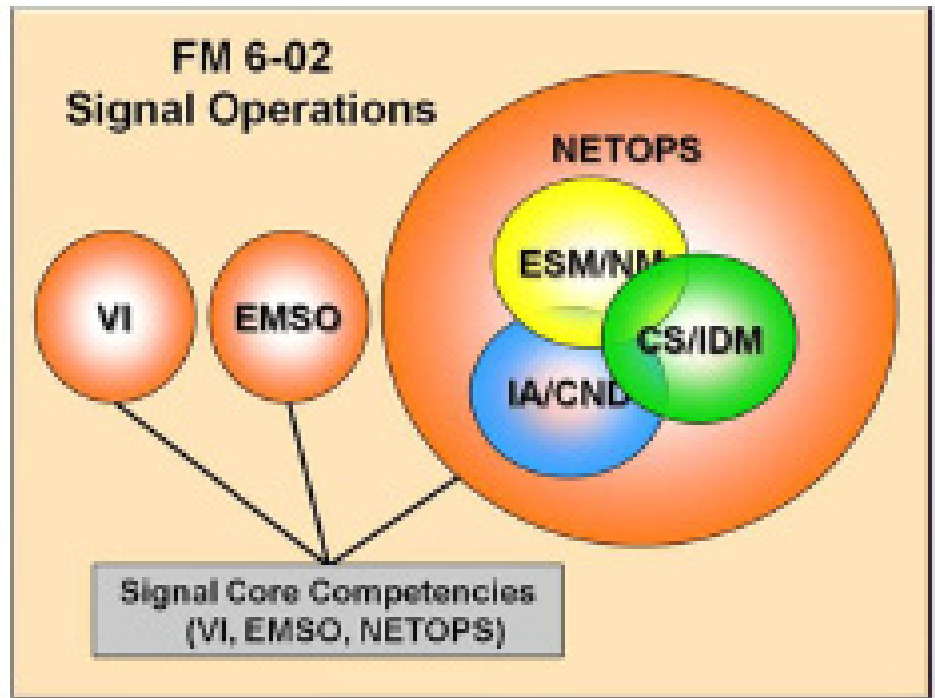 FM 6-02
Signal Operations
NETOPS
ESM/NM
VI
EMSO
CS/IDM
IA/CND
Signal Core Competencies
(VI, EMSO, NETOPS)